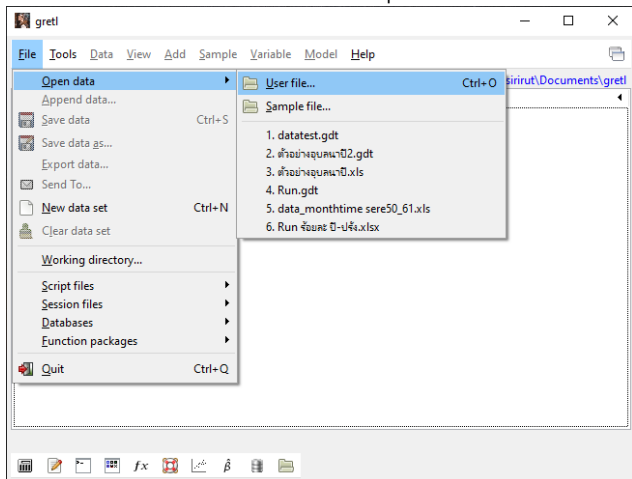 gretl
File Tools Data View Add Sample Variable Model Help
sirirut\Documents\gretl
Open data
Append data...
Save data Ctrl+S
Save data as...
Export data...
Send To...
New data set Ctrl+N
Clear data set
Working directory...
Script files
Session files
Databases
Function packages
Quit Ctrl+Q
User file... Ctrl+O
Sample file...
1. datatest.gdt
2. ตัวอย่างอุบลนาปี2.gdt
3. ตัวอย่างอุบลนาปี.xls
4. Run.gdt
5. data_monthtime sere50_61.xls
6. Run ร้อยละ ปี-ปรัง.xlsx
fx
β̂